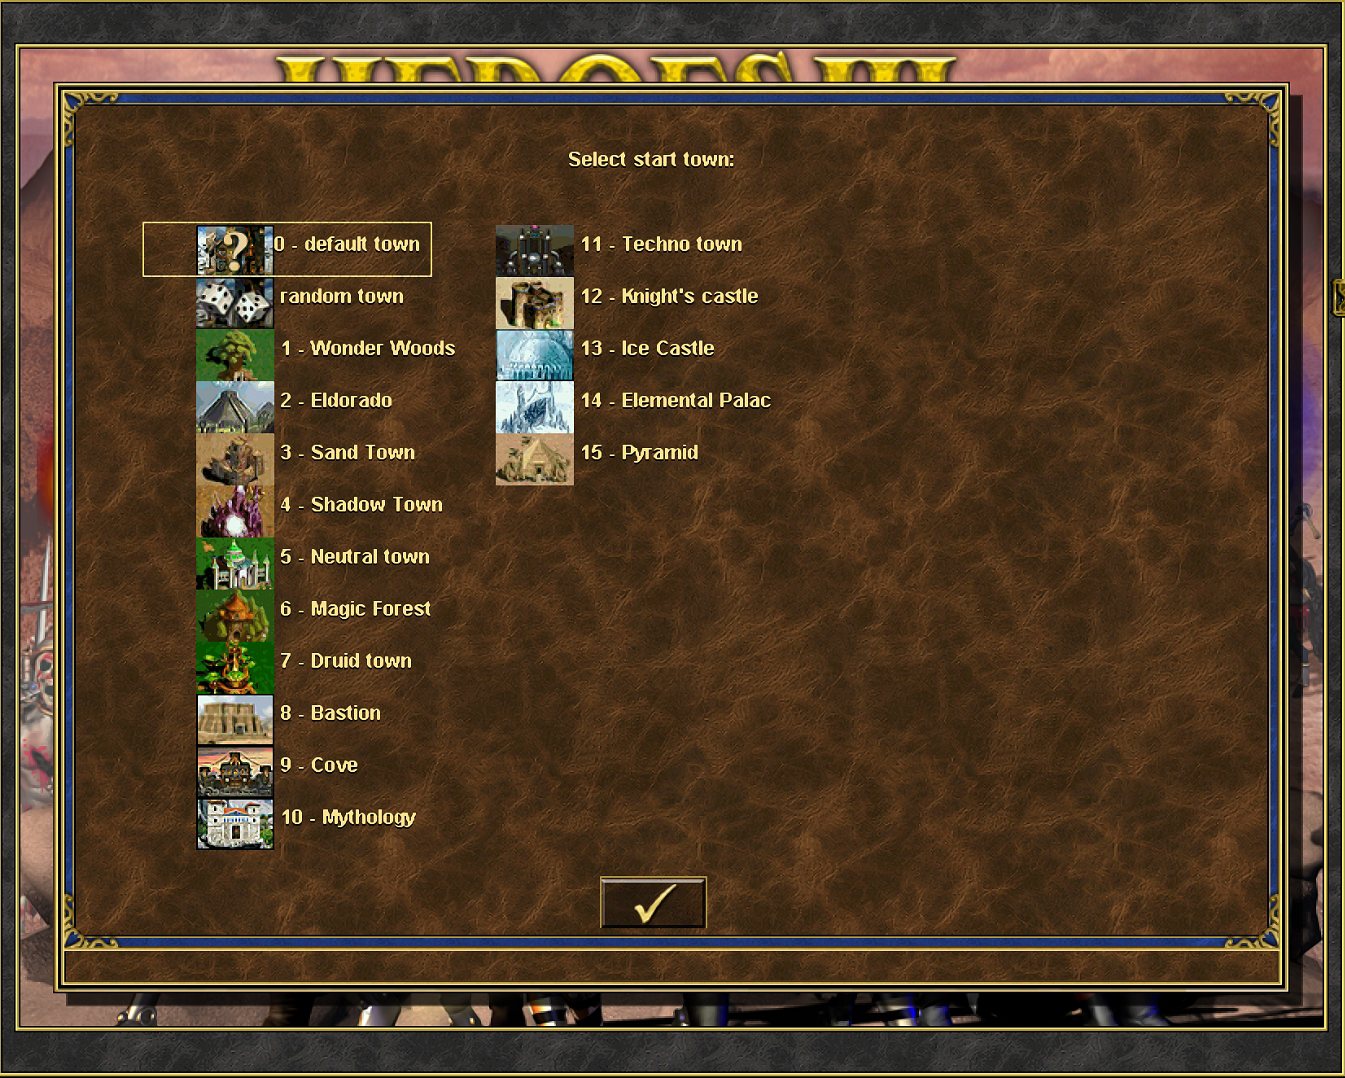 HEROES III
Select start town:
0 - default town
random town
1 - Wonder Woods
2 - Eldorado
3 - Sand Town
4 - Shadow Town
5 - Neutral town
6 - Magic Forest
7 - Druid town
8 - Bastion
9 - Cove
10 - Mythology
11 - Techno town
12 - Knight's castle
13 - Ice Castle
14 - Elemental Palac
15 - Pyramid